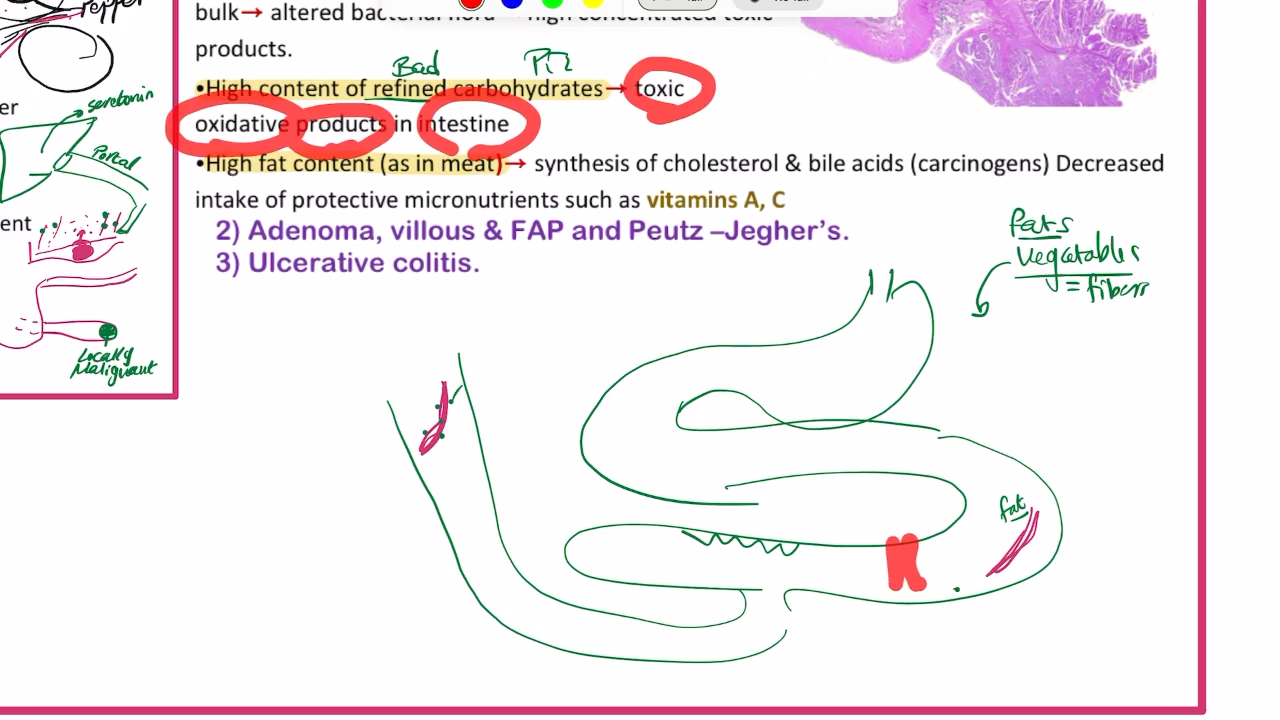 pepper
bulk→ altered bacterial flora → high concentrated toxic
products.
Bad
•High content of refined carbohydrates→ toxic
oxidative products in intestine
•High fat content (as in meat)→ synthesis of cholesterol & bile acids (carcinogens) Decreased
intake of protective micronutrients such as vitamins A, C
2) Adenoma, villous & FAP and Peutz –Jegher’s.
3) Ulcerative colitis.
er
serotonin
Portal
ent
Locally
Malignant
fats
vegetables
= fibers
fat